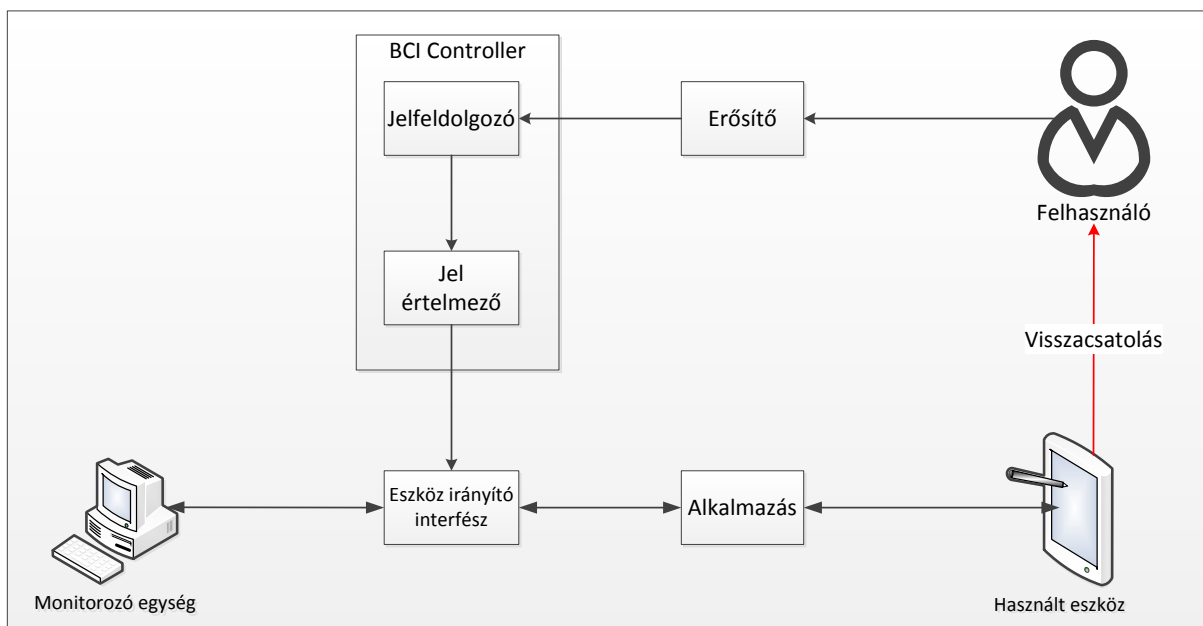 BCI Controller
Jelfeldolgozó
Erősítő
Felhasználó
Jel
értelmező
Visszacsatolás
Eszköz irányító
interfész
Alkalmazás
Monitorozó egység
Használt eszköz